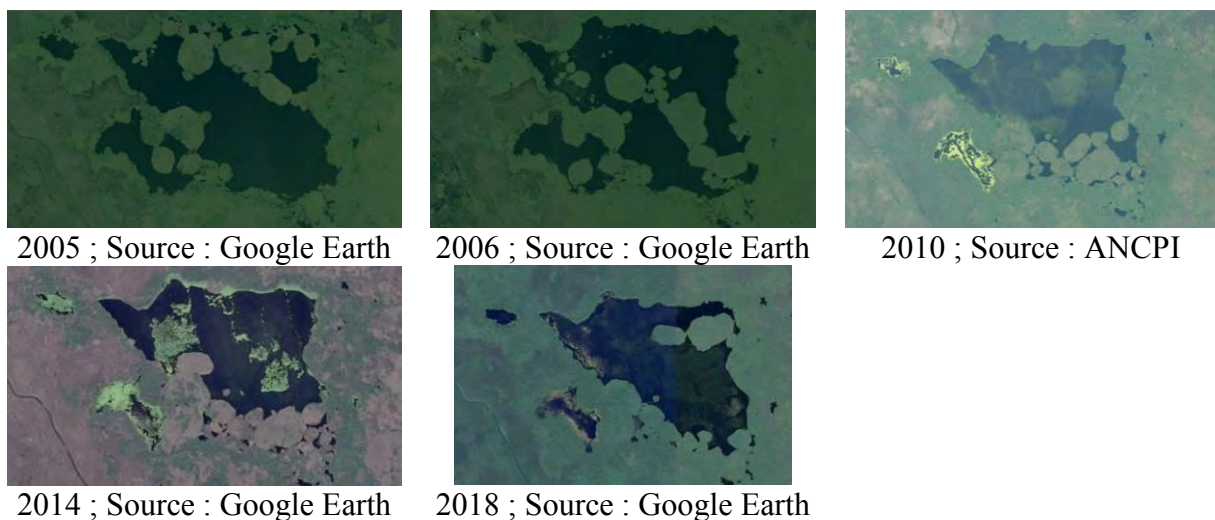 2005 ; Source : Google Earth
2006 ; Source : Google Earth
2010 ; Source : ANCPI
2014 ; Source : Google Earth
2018 ; Source : Google Earth